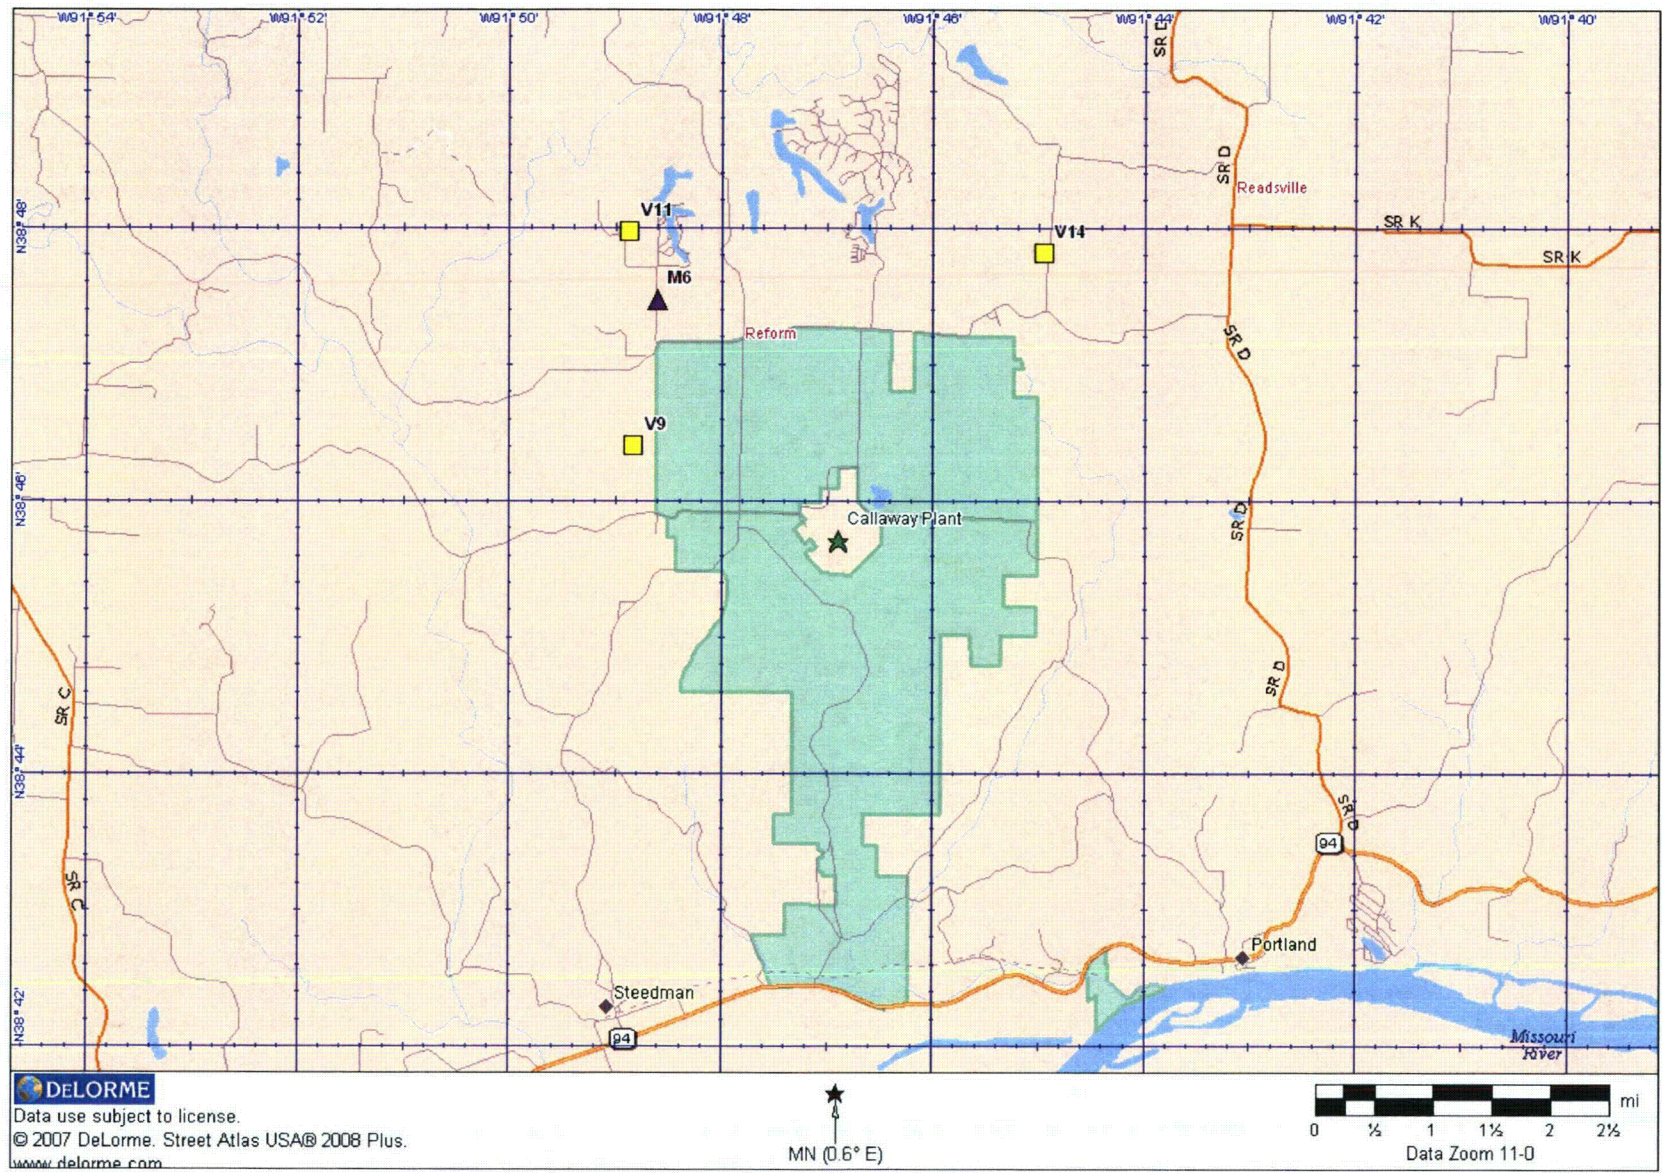 W91°54'
W91°52'
W91°50'
W91°48'
W91°46'
W91°44'
W91°42'
W91°40'
SR D
SR D
Readsville
N38°48'
V11
V14
SR K
SR K
M6
Reform
SR D
V9
N38°46'
Callaway Plant
SR D
SR C
SR D
N38°44'
SR D
94
SR C
Portland
Steedman
N38°42'
94
Missouri
River
DELORME
Data use subject to license.
© 2007 DeLorme. Street Atlas USA® 2008 Plus.
www.delorme.com
MN (0.6° E)
mi
0 ½ 1 1½ 2 2½
Data Zoom 11-0